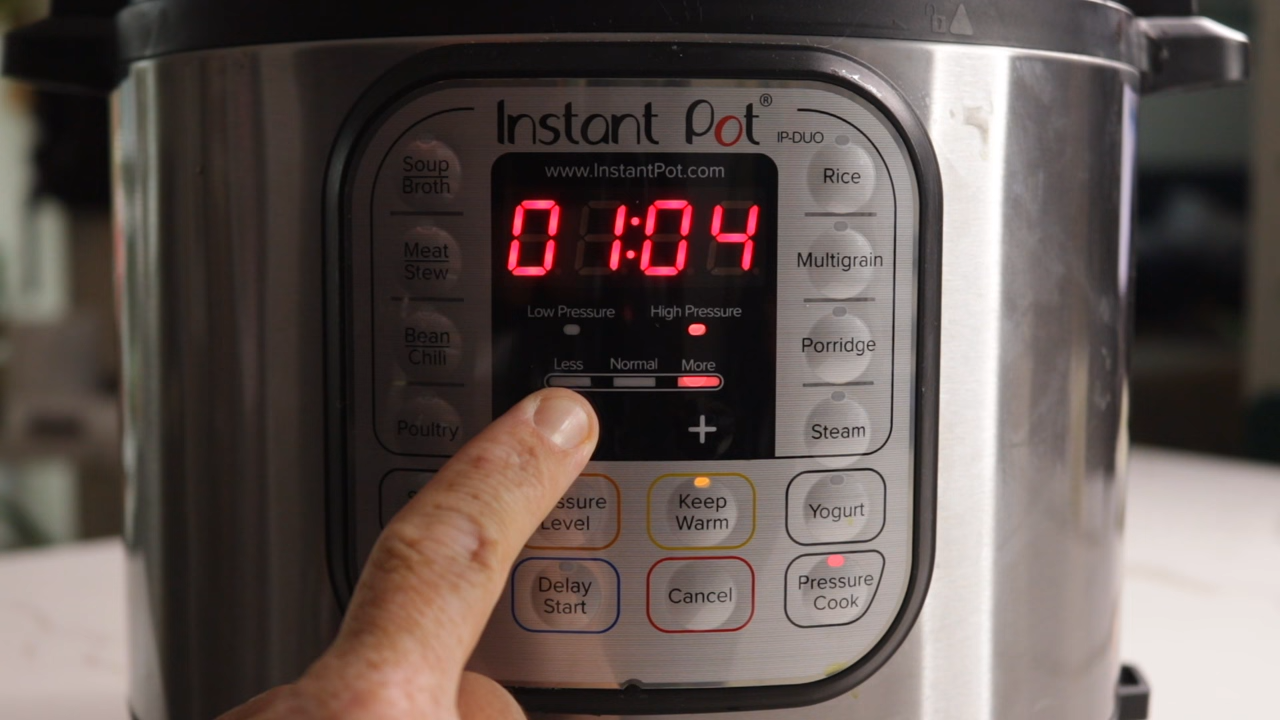 Instant Pot®
IP-DUO
www.InstantPot.com
01:04
Low Pressure
High Pressure
Less
Normal
More
+
Soup
Broth
Meat
Stew
Bean
Chili
Poultry
Rice
Multigrain
Porridge
Steam
Level
Keep
Warm
Yogurt
Delay
Start
Cancel
Pressure
Cook